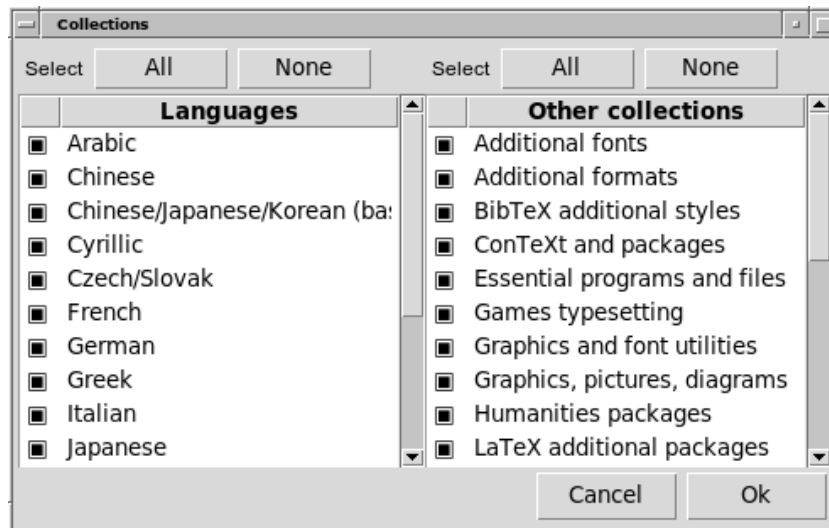 Collections
Select All None Select All None
Languages
Arabic
Chinese
Chinese/Japanese/Korean (bas
Cyrillic
Czech/Slovak
French
German
Greek
Italian
Japanese
Other collections
Additional fonts
Additional formats
BibTeX additional styles
ConTeXt and packages
Essential programs and files
Games typesetting
Graphics and font utilities
Graphics, pictures, diagrams
Humanities packages
LaTeX additional packages
Cancel Ok